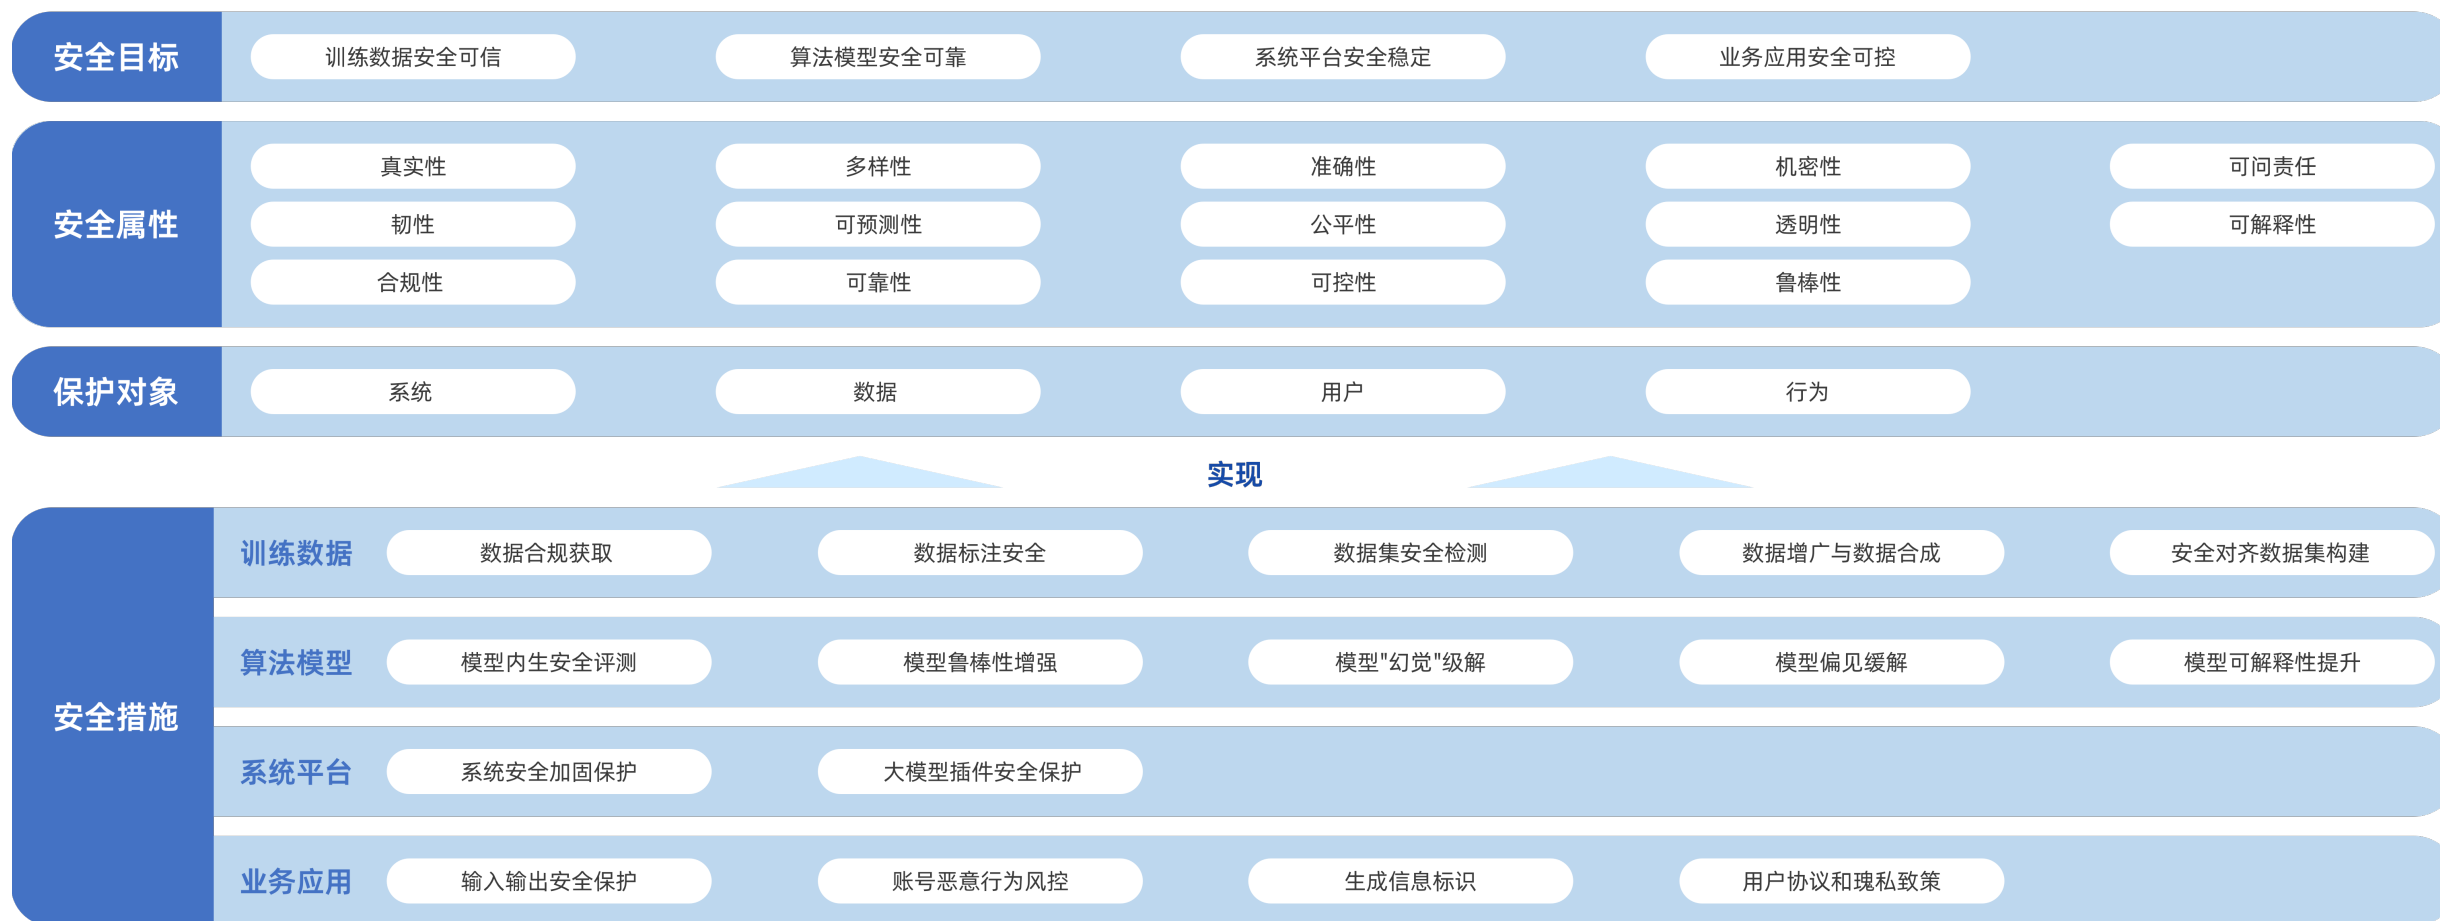 安全目标
训练数据安全可信
算法模型安全可靠
系统平台安全稳定
业务应用安全可控
安全属性
真实性
多样性
准确性
机密性
可问责任
韧性
可预测性
公平性
透明性
可解释性
合规性
可靠性
可控性
鲁棒性
保护对象
系统
数据
用户
行为
实现
安全措施
训练数据
数据合规获取
数据标注安全
数据集安全检测
数据增广与数据合成
安全对齐数据集构建
算法模型
模型内生安全评测
模型鲁棒性增强
模型"幻觉"级解
模型偏见缓解
模型可解释性提升
系统平台
系统安全加固保护
大模型插件安全保护
业务应用
输入输出安全保护
账号恶意行为风控
生成信息标识
用户协议和瑰私致策